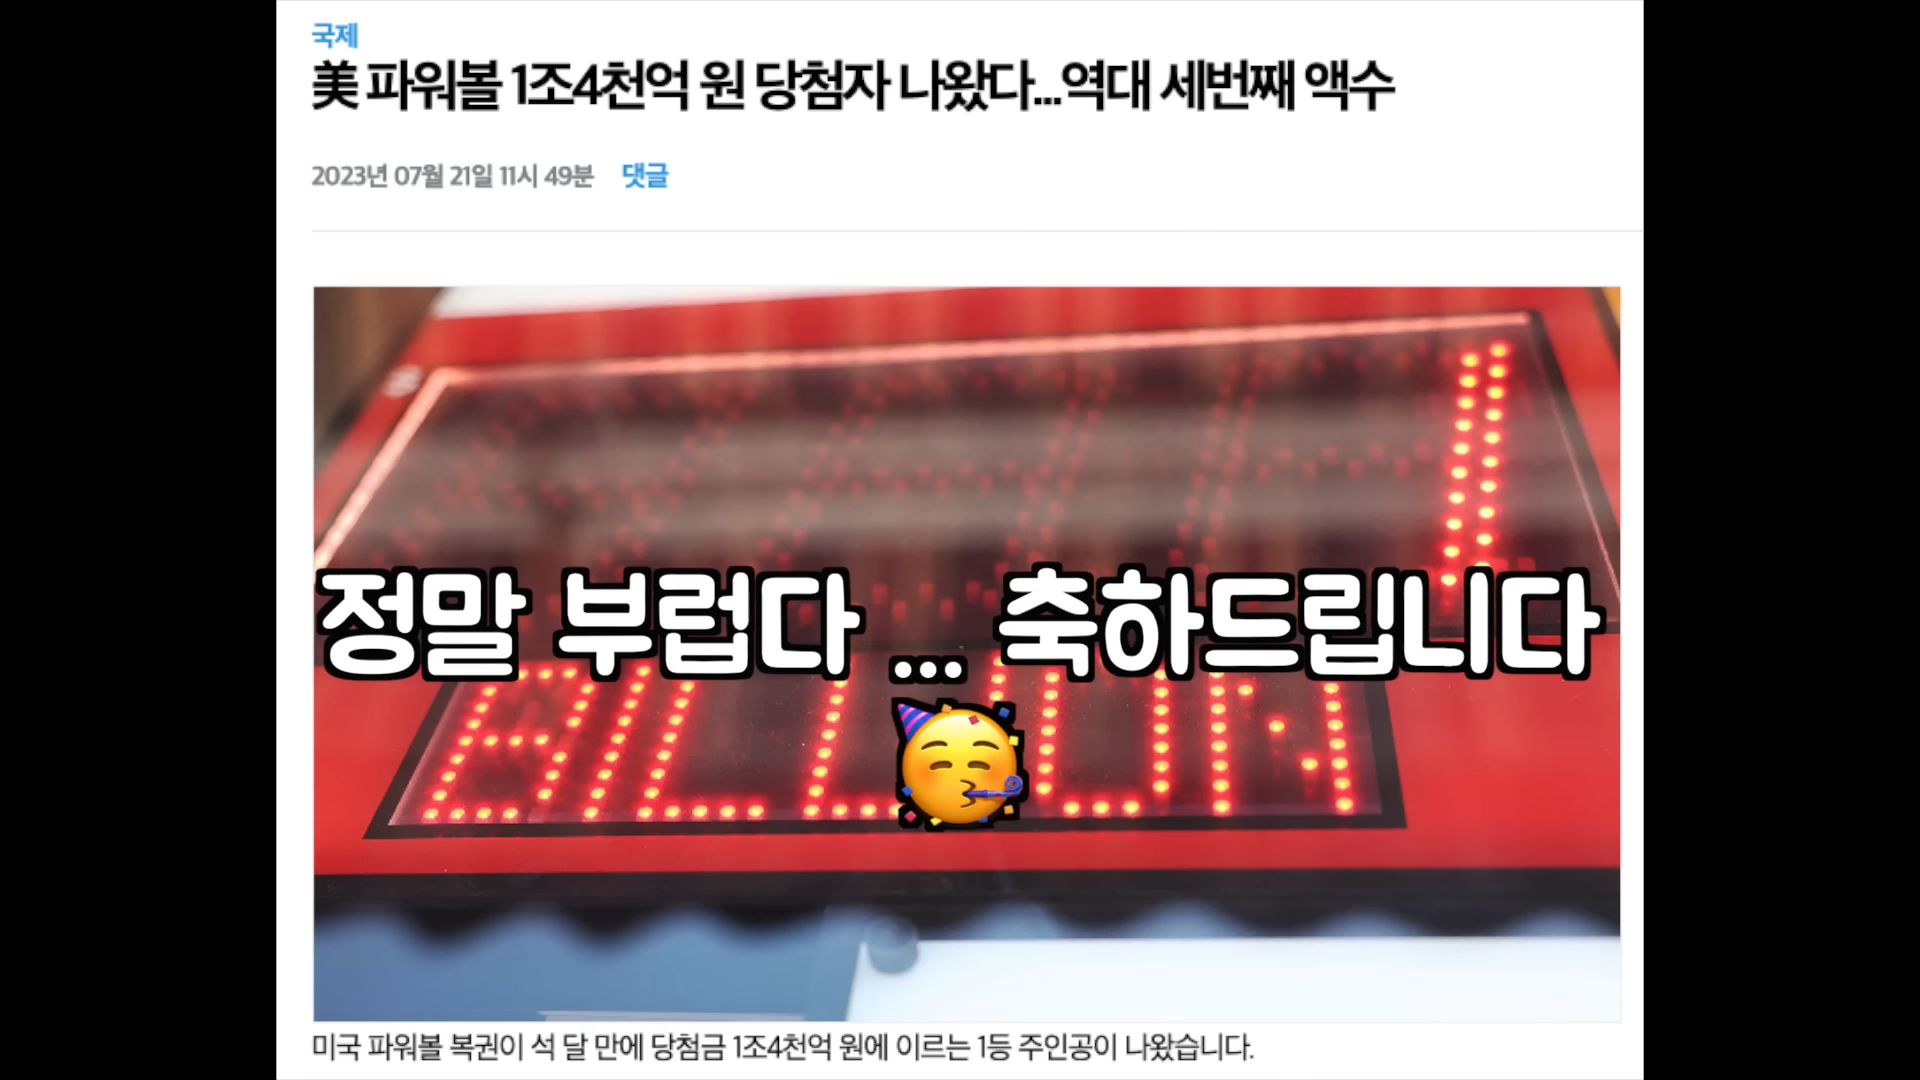 국제
美 파워볼 1조4천억 원 당첨자 나왔다...역대 세번째 액수
2023년 07월 21일 11시 49분 댓글
1
정말 부럽다 ... 축하드립니다
BILLION
미국 파워볼 복권이 석 달 만에 당첨금 1조4천억 원에 이르는 1등 주인공이 나왔습니다.